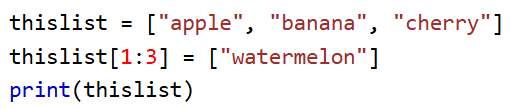 thislist = ["apple", "banana", "cherry"]
thislist[1:3] = ["watermelon"]
print(thislist)